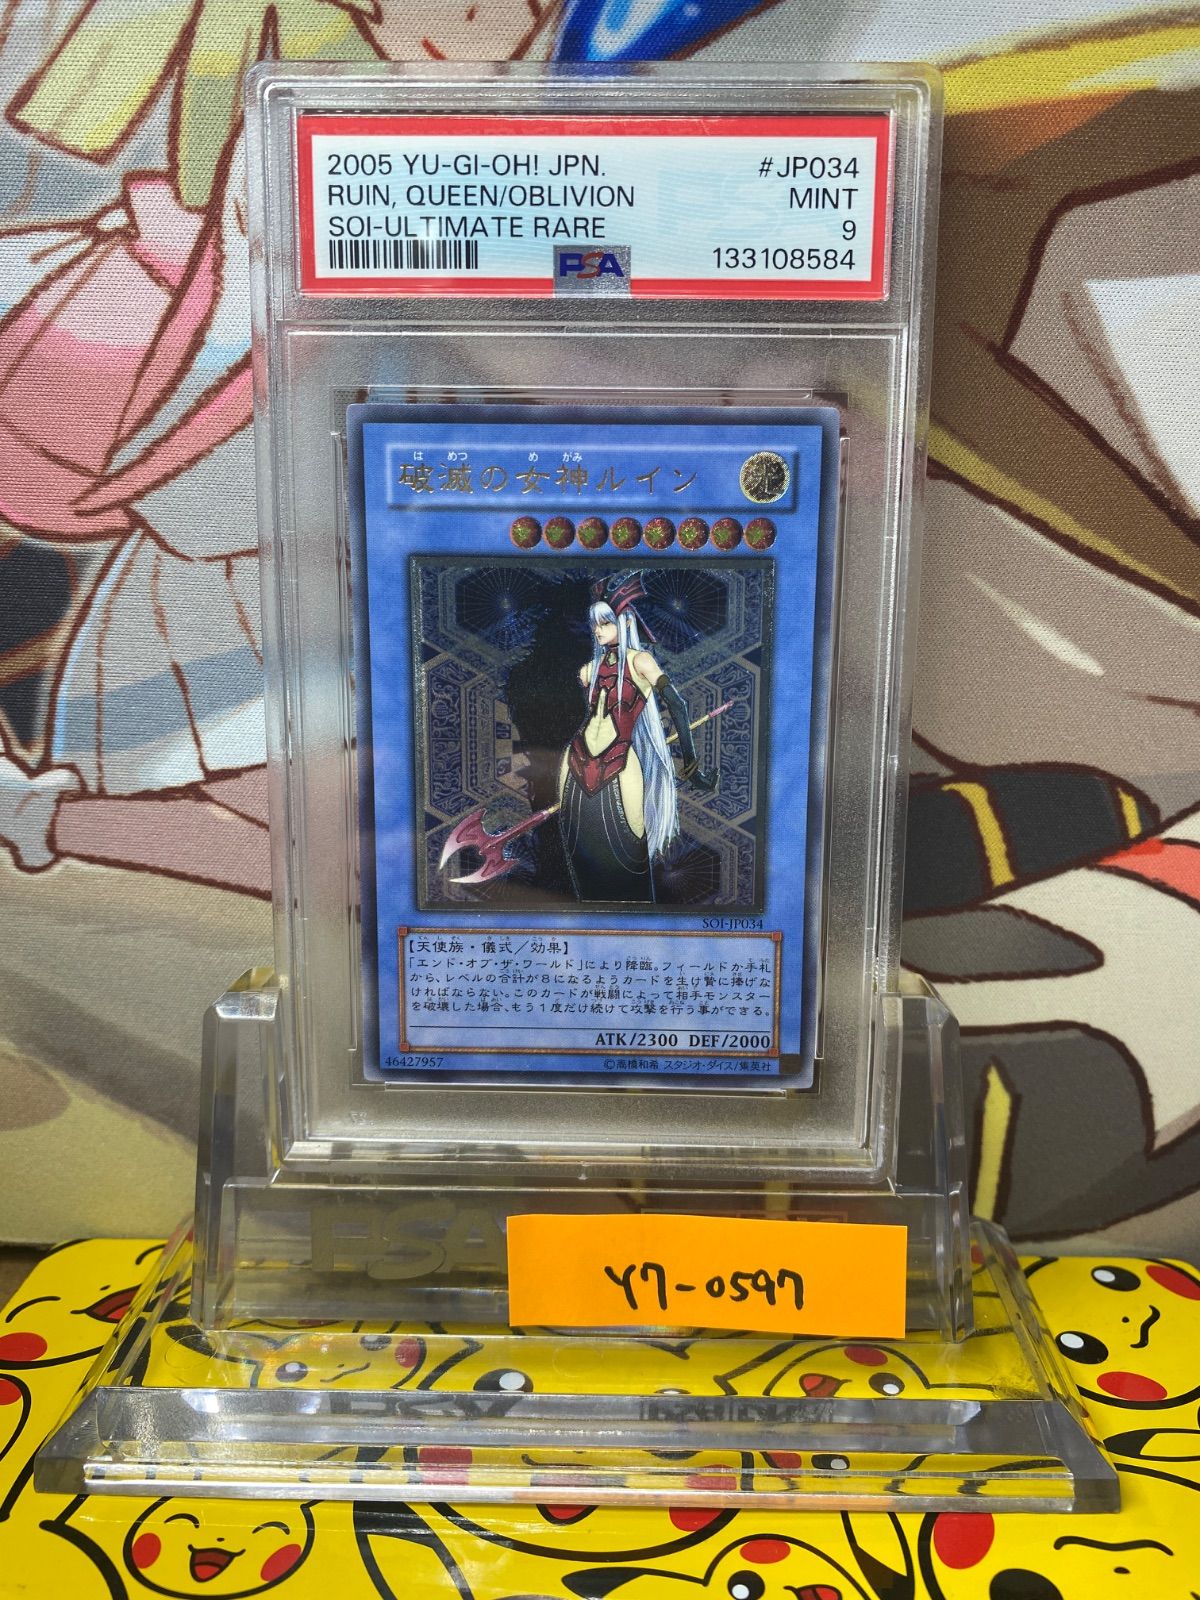 2005 YU-GI-OH! JPN. #JP034
RUIN, QUEEN/OBLIVION MINT
SOI-ULTIMATE RARE 9
PSA 133108584
破滅の女神ルイン
はめつ めがみ
光
SOI-JP034
【天使族・儀式/効果】
「エンド・オブ・ザ・ワールド」により降臨。フィールドか手札
から、レベルの合計が8になるようカードを生け贄に捧げな
ければならない。このカードが戦闘によって相手モンスター
を破壊した場合、もう1度だけ続けて攻撃を行う事ができる。
ATK/2300 DEF/2000
46427957 ©高橋和希 スタジオ・ダイス/集英社
PSA
Y7-0597